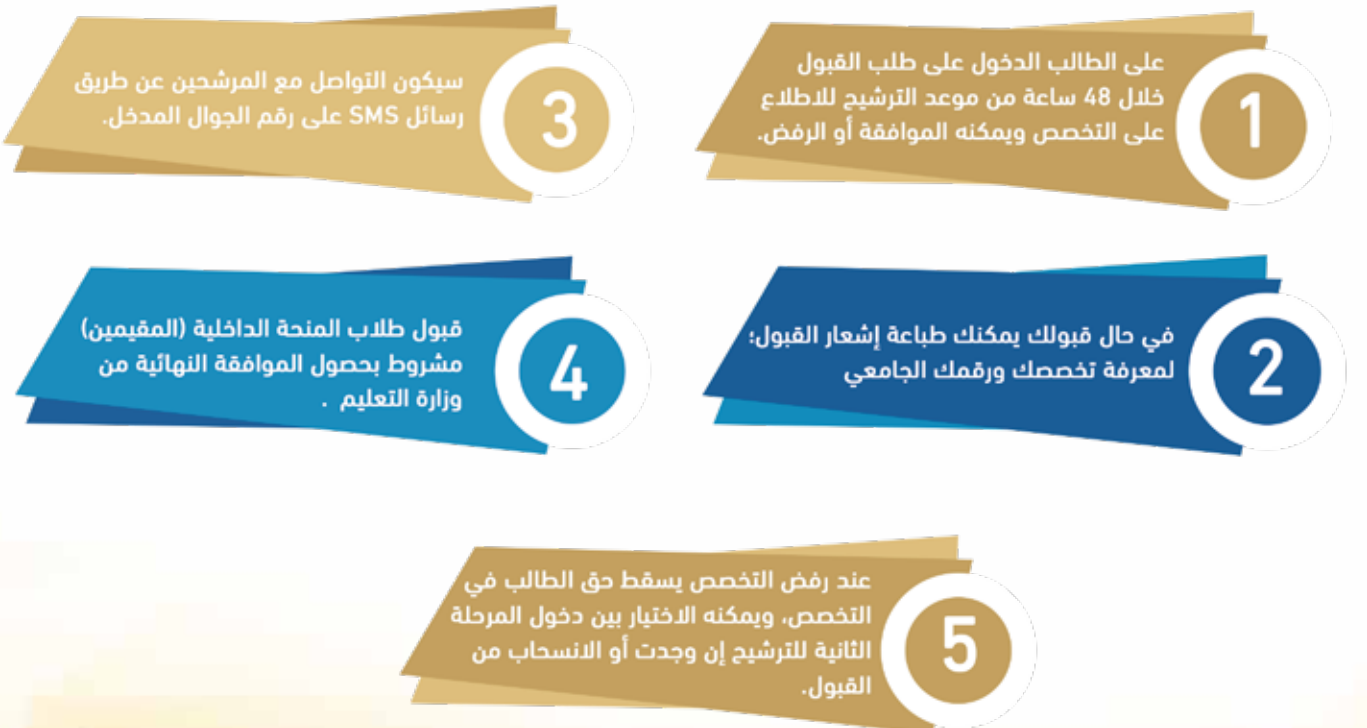 1
على الطالب الدخول على طلب القبول
خلال 48 ساعة من موعد الترشيح للاطلاع
على التخصص ويمكنه الموافقة أو الرفض.
2
في حال قبولك يمكنك طباعة إشعار القبول؛
لمعرفة تخصصك ورقمك الجامعي
3
سيكون التواصل مع المرشحين عن طريق
رسائل SMS على رقم الجوال المدخل.
4
قبول طلاب المنحة الداخلية (المقيمين)
مشروط بحصول الموافقة النهائية من
وزارة التعليم .
5
عند رفض التخصص يسقط حق الطالب في
التخصص، ويمكنه الاختيار بين دخول المرحلة
الثانية للترشيح إن وجدت أو الانسحاب من
القبول.